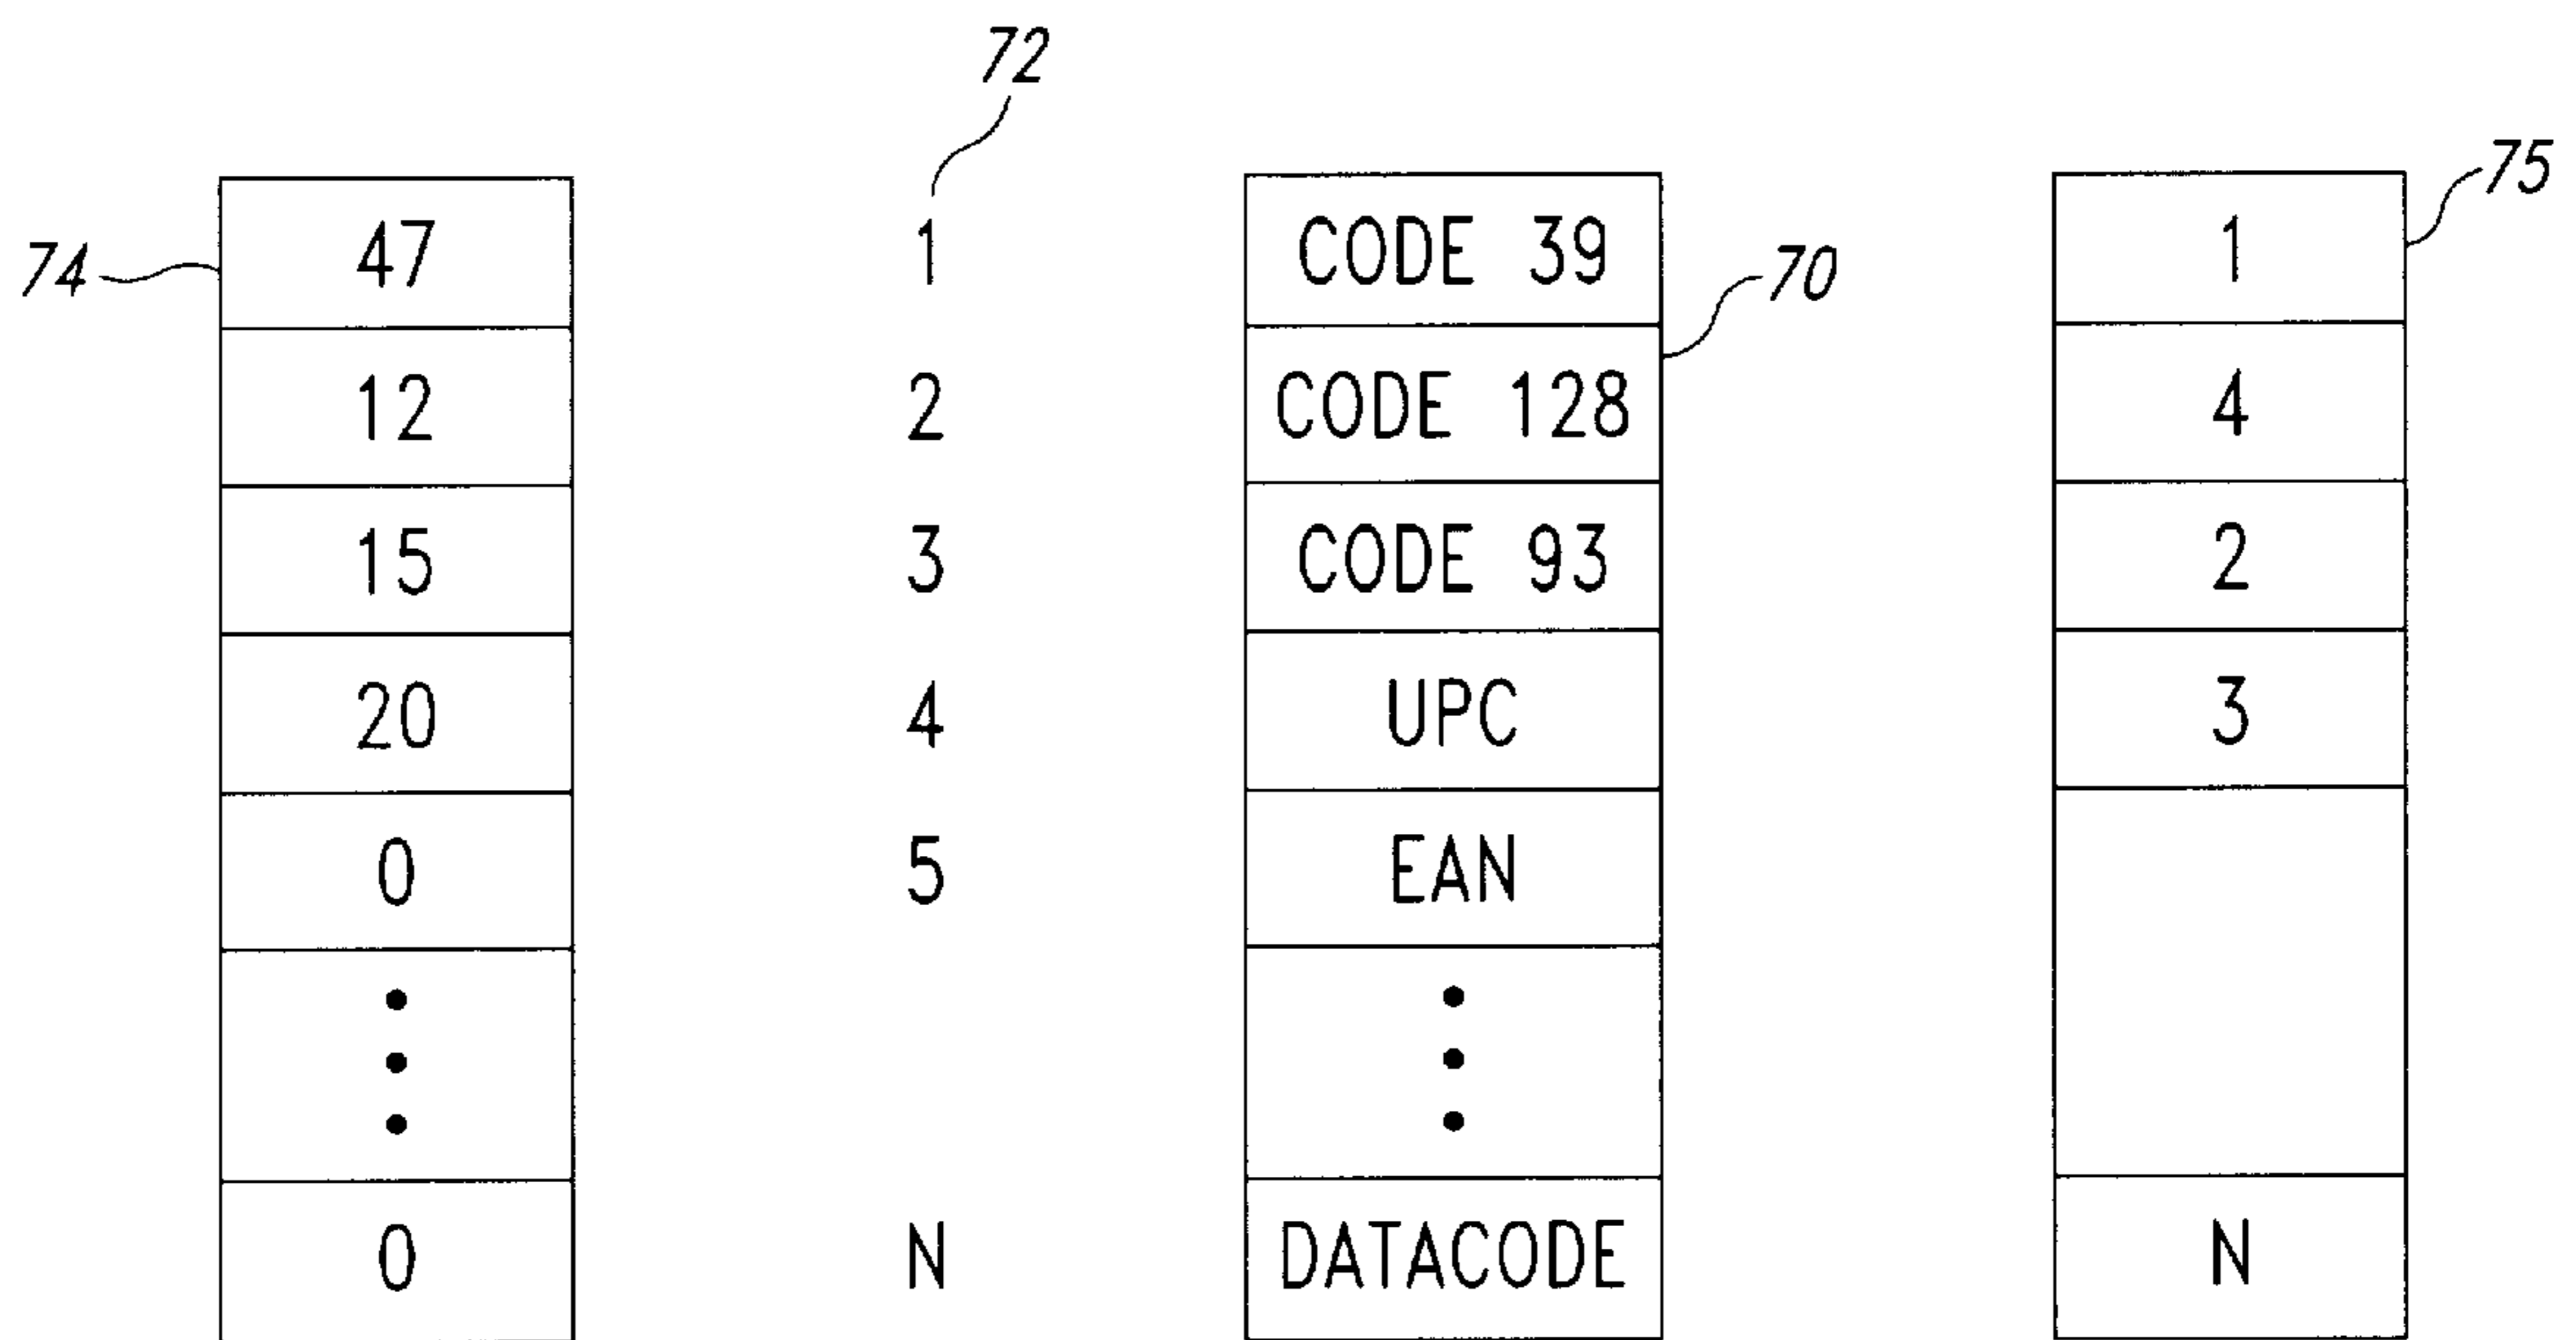 72
75
74 47 1 CODE 39 1
70
12 2 CODE 128 4
15 3 CODE 93 2
20 4 UPC 3
0 5 EAN
0 N DATACODE N